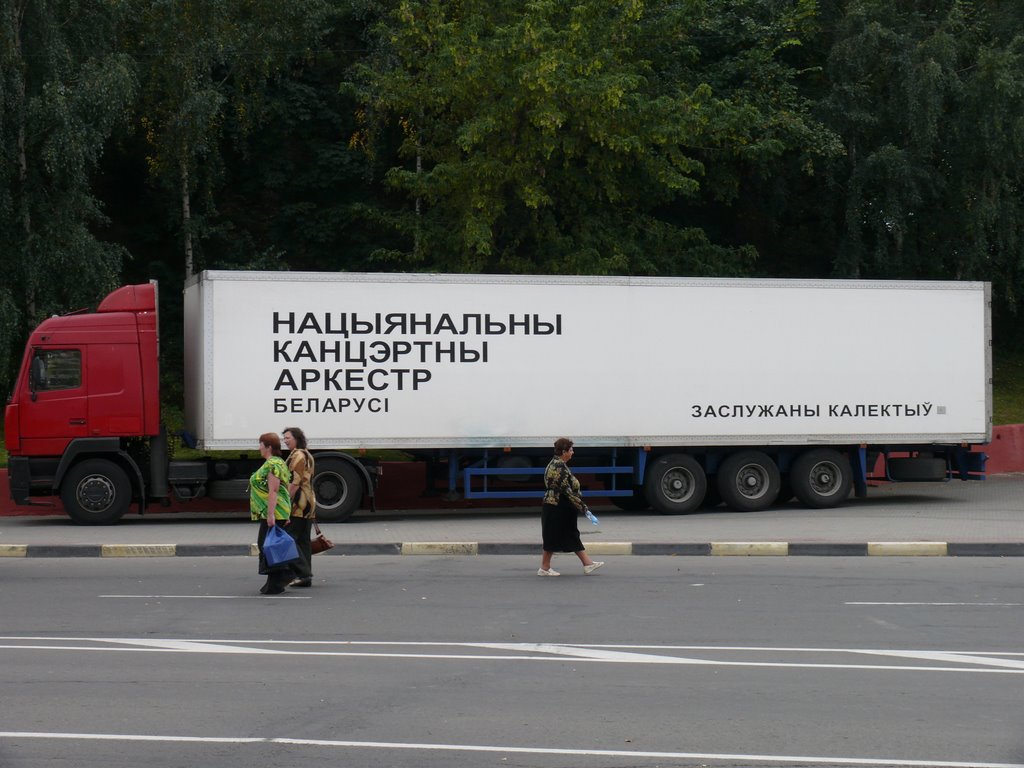 НАЦЫЯНАЛЬНЫ
КАНЦЭРТНЫ
АРКЕСТР
БЕЛАРУСІ
ЗАСЛУЖАНЫ КАЛЕКТЫЎ